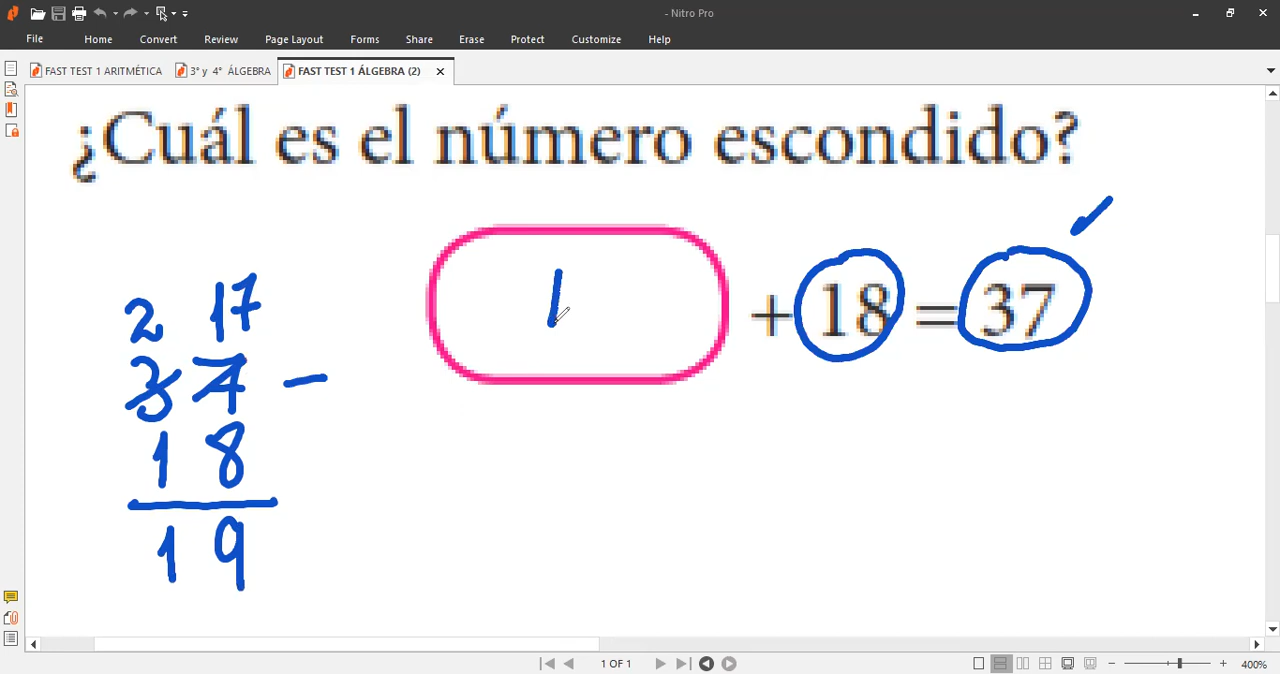 - Nitro Pro
File Home Convert Review Page Layout Forms Share Erase Protect Customize Help
FAST TEST 1 ARITMÉTICA 3° y 4° ÁLGEBRA FAST TEST 1 ÁLGEBRA (2)
¿Cuál es el número escondido?
1 + 18 = 37
2 17
37 -
18
19
1 OF 1
400%